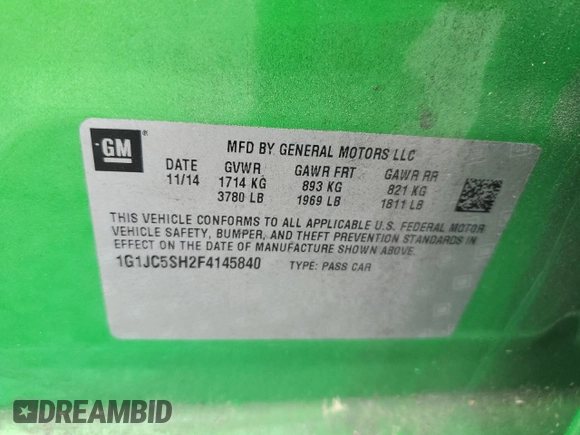 GM ®
MFD BY GENERAL MOTORS LLC
DATE GVWR GAWR FRT GAWR RR
11/14 1714 KG 893 KG 821 KG
3780 LB 1969 LB 1811 LB
THIS VEHICLE CONFORMS TO ALL APPLICABLE U.S. FEDERAL MOTOR
VEHICLE SAFETY, BUMPER, AND THEFT PREVENTION STANDARDS IN
EFFECT ON THE DATE OF MANUFACTURE SHOWN ABOVE.
1G1JC5SH2F4145840 TYPE: PASS CAR
DREAMBID